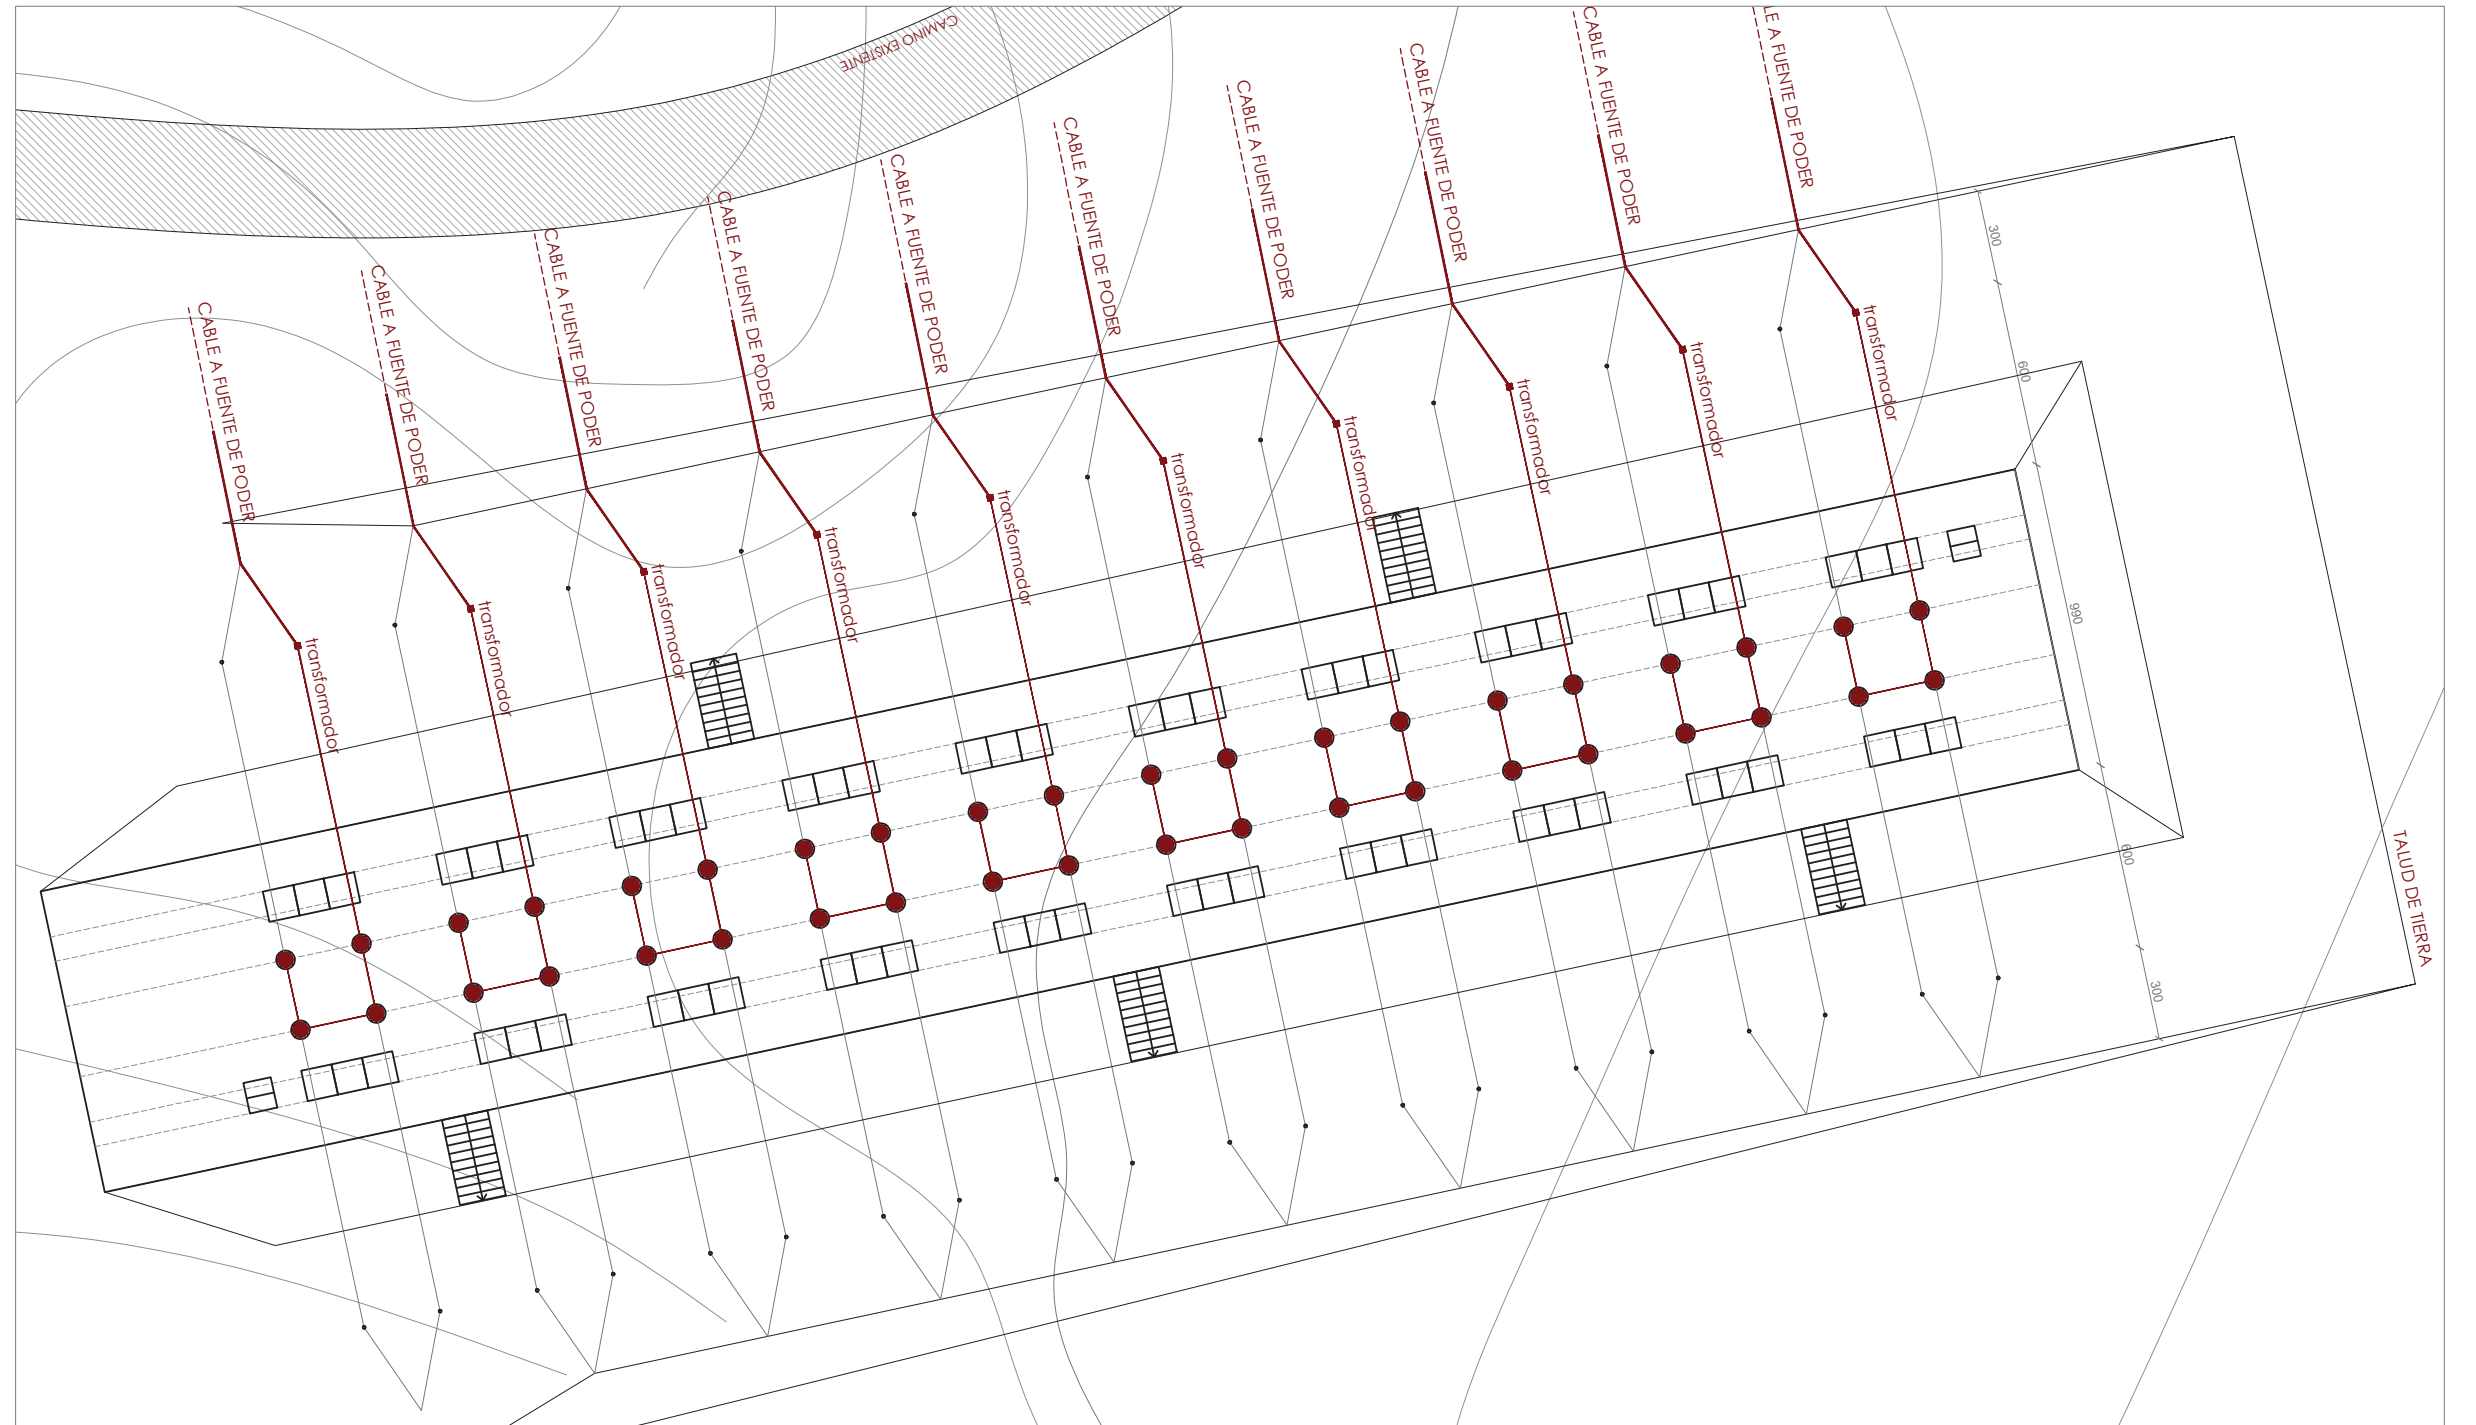 CAMINO EXISTENTE
CABLE A FUENTE DE PODER
CABLE A FUENTE DE PODER
CABLE A FUENTE DE PODER
CABLE A FUENTE DE PODER
CABLE A FUENTE DE PODER
CABLE A FUENTE DE PODER
CABLE A FUENTE DE PODER
CABLE A FUENTE DE PODER
CABLE A FUENTE DE PODER
LE A FUENTE DE PODER
transformador
transformador
transformador
transformador
transformador
transformador
transformador
transformador
transformador
transformador
300
600
990
600
300
TALUD DE TIERRA